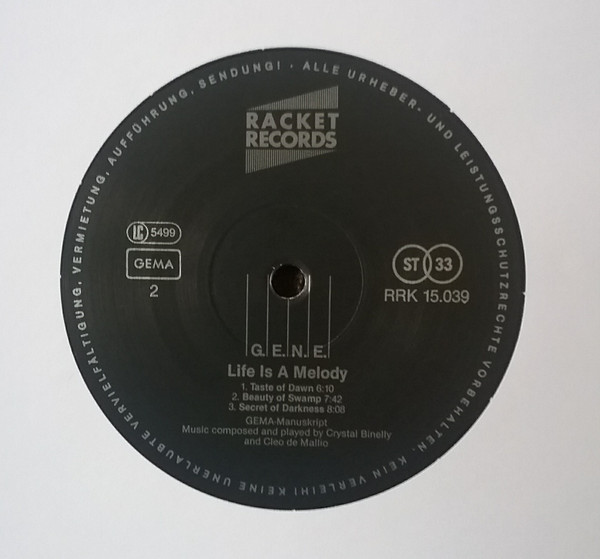 RACKET
RECORDS
LC 5499
GEMA
2
ST 33
RRK 15.039
G.E.N.E.
Life Is A Melody
1. Taste of Dawn 6:10
2. Beauty of Swamp 7:42
3. Secret of Darkness 8:08
GEMA-Manuskript
Music composed and played by Crystal Binelly
and Cleo de Mallio
ALLE URHEBER- UND LEISTUNGSSCHUTZRECHTE VORBEHALTEN. KEIN VERLEIH! KEINE UNERLAUBTE VERVIELFÄLTIGUNG, VERMIETUNG, AUFFÜHRUNG, SENDUNG! ·